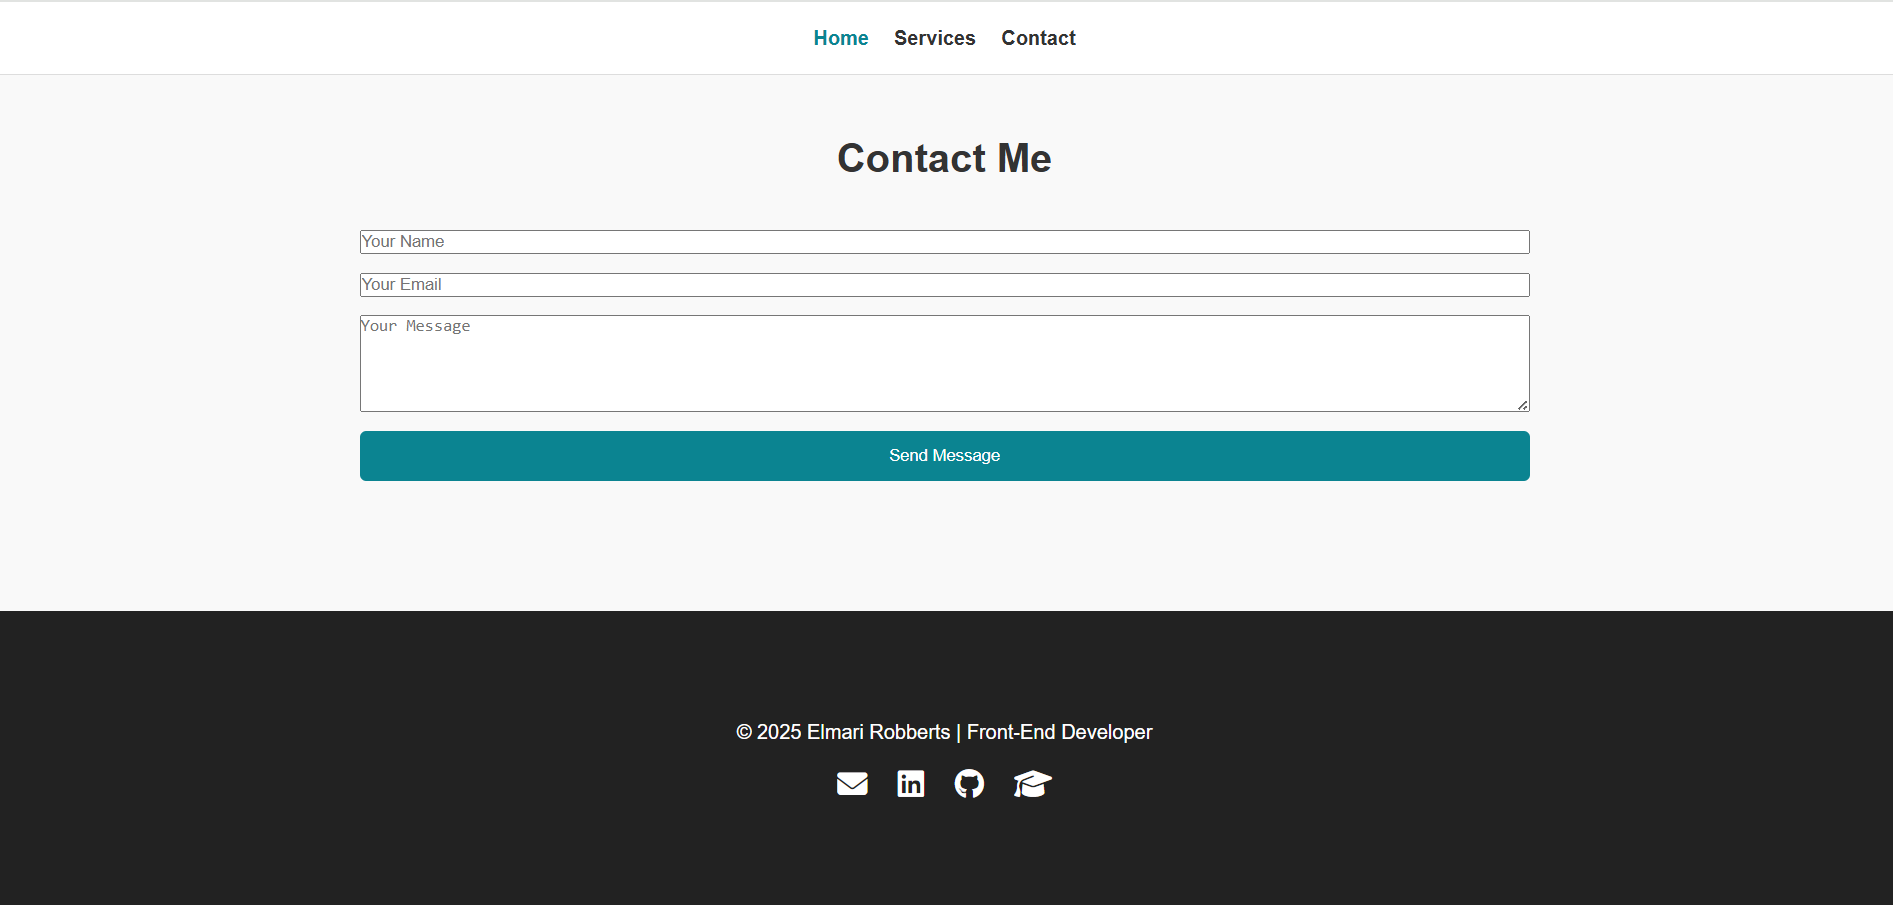 Home Services Contact
Contact Me
Your Name
Your Email
Your Message
Send Message
© 2025 Elmari Robberts | Front-End Developer
in